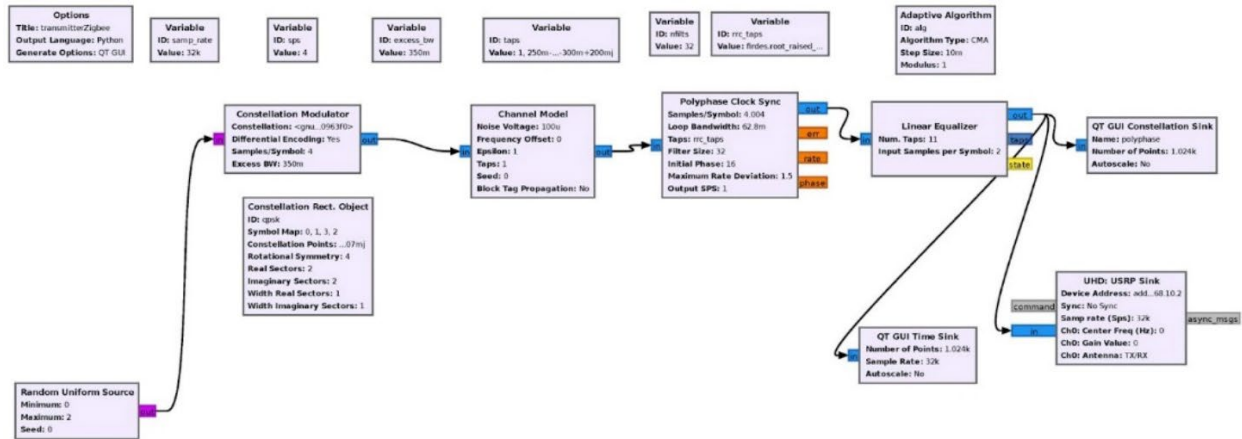 Options
Title: transmitterZigbee
Output Language: Python
Generate Options: QT GUI
Variable
ID: samp_rate
Value: 32k
Variable
ID: sps
Value: 4
Variable
ID: excess_bw
Value: 350m
Variable
ID: taps
Value: 1, 250m-...-300m+200mj
Variable
ID: nfilts
Value: 32
Variable
ID: rrc_taps
Value: firdes.root_raised_...
Adaptive Algorithm
ID: alg
Algorithm Type: CMA
Step Size: 10m
Modulus: 1
in
Constellation Modulator
Constellation: <gnu...0963f0>
Differential Encoding: Yes
Samples/Symbol: 4
Excess BW: 350m
out
in
Channel Model
Noise Voltage: 100u
Frequency Offset: 0
Epsilon: 1
Taps: 1
Seed: 0
Block Tag Propagation: No
out
in
Polyphase Clock Sync
Samples/Symbol: 4.004
Loop Bandwidth: 62.8m
Taps: rrc_taps
Filter Size: 32
Initial Phase: 16
Maximum Rate Deviation: 1.5
Output SPS: 1
out
err
rate
phase
in
Linear Equalizer
Num. Taps: 11
Input Samples per Symbol: 2
out
taps
state
in
QT GUI Constellation Sink
Name: polyphase
Number of Points: 1.024k
Autoscale: No
Constellation Rect. Object
ID: qpsk
Symbol Map: 0, 1, 3, 2
Constellation Points: ...07mj
Rotational Symmetry: 4
Real Sectors: 2
Imaginary Sectors: 2
Width Real Sectors: 1
Width Imaginary Sectors: 1
command
in
UHD: USRP Sink
Device Address: add...68.10.2
Sync: No Sync
Samp rate (Sps): 32k
Ch0: Center Freq (Hz): 0
Ch0: Gain Value: 0
Ch0: Antenna: TX/RX
async_msgs
in
QT GUI Time Sink
Number of Points: 1.024k
Sample Rate: 32k
Autoscale: No
Random Uniform Source
Minimum: 0
Maximum: 2
Seed: 0
out